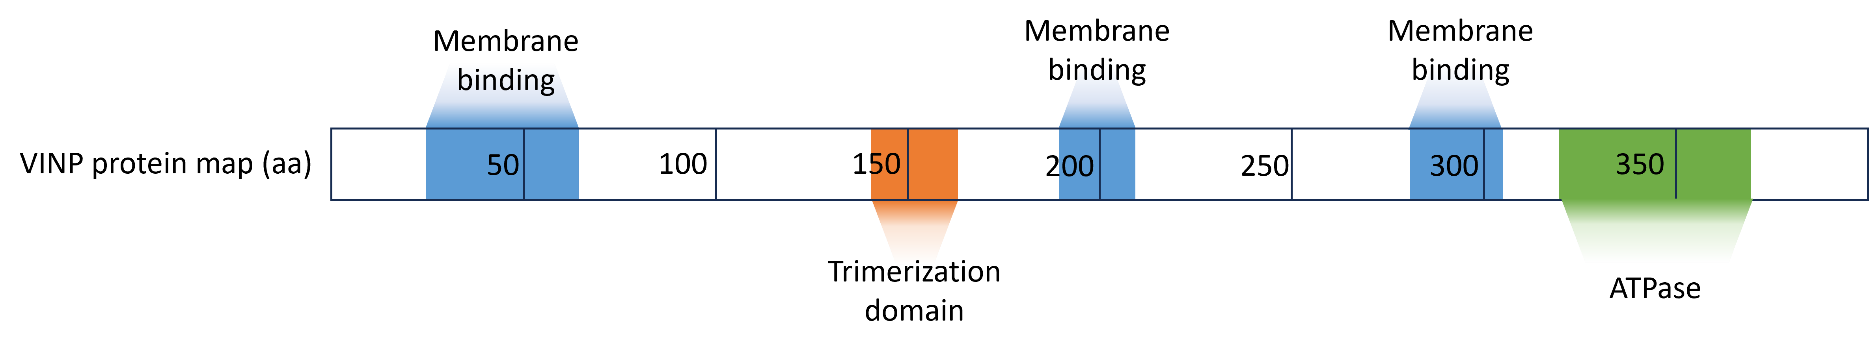 Membrane
binding
Membrane
binding
Membrane
binding
VINP protein map (aa)
50
100
150
200
250
300
350
Trimerization
domain
ATPase